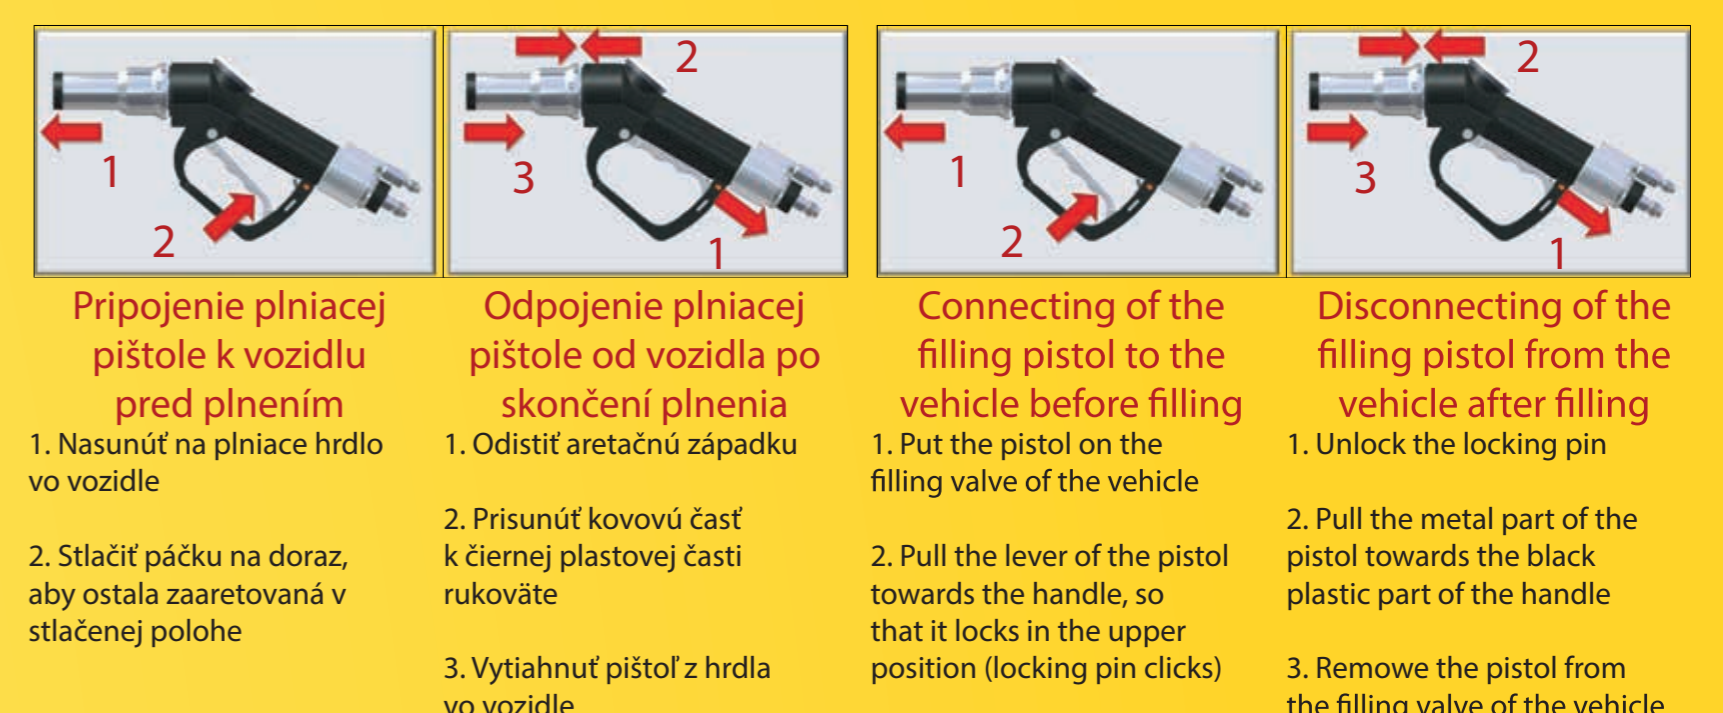 1
2
2
3
1
1
2
2
3
1
Pripojenie plniacej
pištole k vozidlu
pred plnením
1. Nasunúť na plniace hrdlo
vo vozidle
2. Stlačiť páčku na doraz,
aby ostala zaaretovaná v
stlačenej polohe
Odpojenie plniacej
pištole od vozidla po
skončení plnenia
1. Odistiť aretačnú západku
2. Prisunúť kovovú časť
k čiernej plastovej časti
rukoväte
3. Vytiahnuť pištoľ z hrdla
vo vozidle
Connecting of the
filling pistol to the
vehicle before filling
1. Put the pistol on the
filling valve of the vehicle
2. Pull the lever of the pistol
towards the handle, so
that it locks in the upper
position (locking pin clicks)
Disconnecting of the
filling pistol from the
vehicle after filling
1. Unlock the locking pin
2. Pull the metal part of the
pistol towards the black
plastic part of the handle
3. Remowe the pistol from
the filling valve of the vehicle